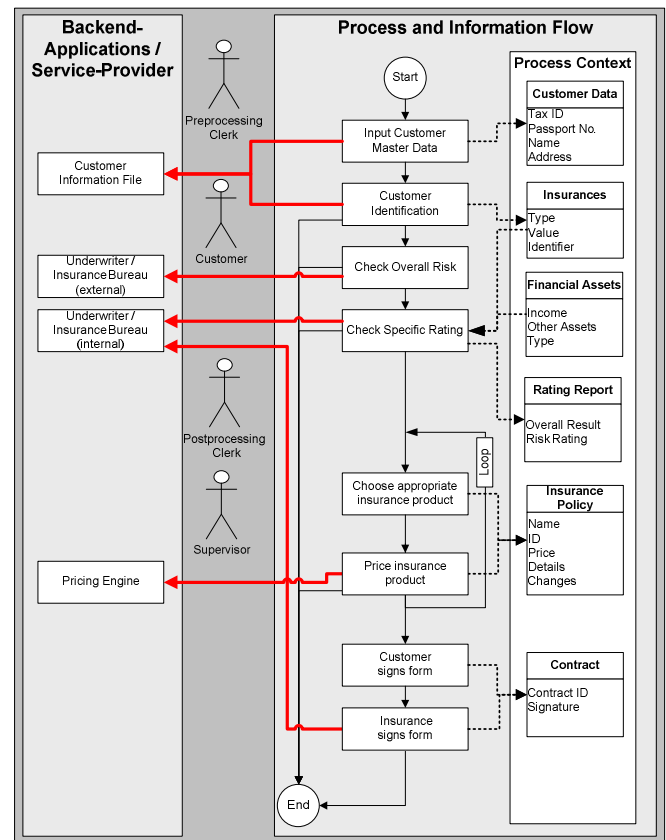 Backend-
Applications /
Service-Provider
Customer
Information File
Underwriter /
InsuranceBureau
(external)
Underwriter /
InsuranceBureau
(internal)
Pricing Engine
Preprocessing
Clerk
Customer
Postprocessing
Clerk
Supervisor
Process and Information Flow
Start
Input Customer
Master Data
Customer
Identification
Check Overall Risk
Check Specific Rating
Loop
Choose appropriate
insurance product
Price insurance
product
Customer
signs form
Insurance
signs form
End
Process Context
Customer Data
Tax ID
Passport No.
Name
Address
Insurances
Type
Value
Identifier
Financial Assets
Income
Other Assets
Type
Rating Report
Overall Result
Risk Rating
Insurance
Policy
Name
ID
Price
Details
Changes
Contract
Contract ID
Signature